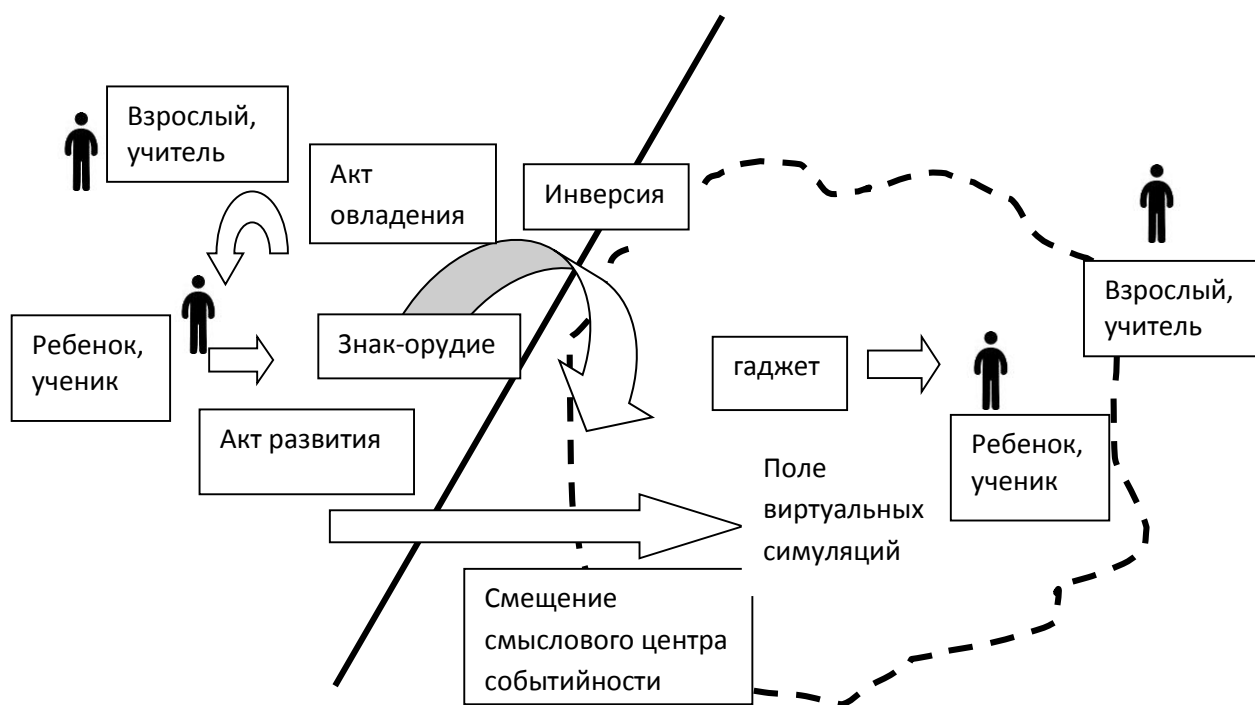 Взрослый,
учитель
Акт
овладения
Инверсия
Взрослый,
учитель
Ребенок,
ученик
Знак-орудие
гаджет
Акт развития
Ребенок,
ученик
Поле
виртуальных
симуляций
Смещение
смыслового центра
событийности